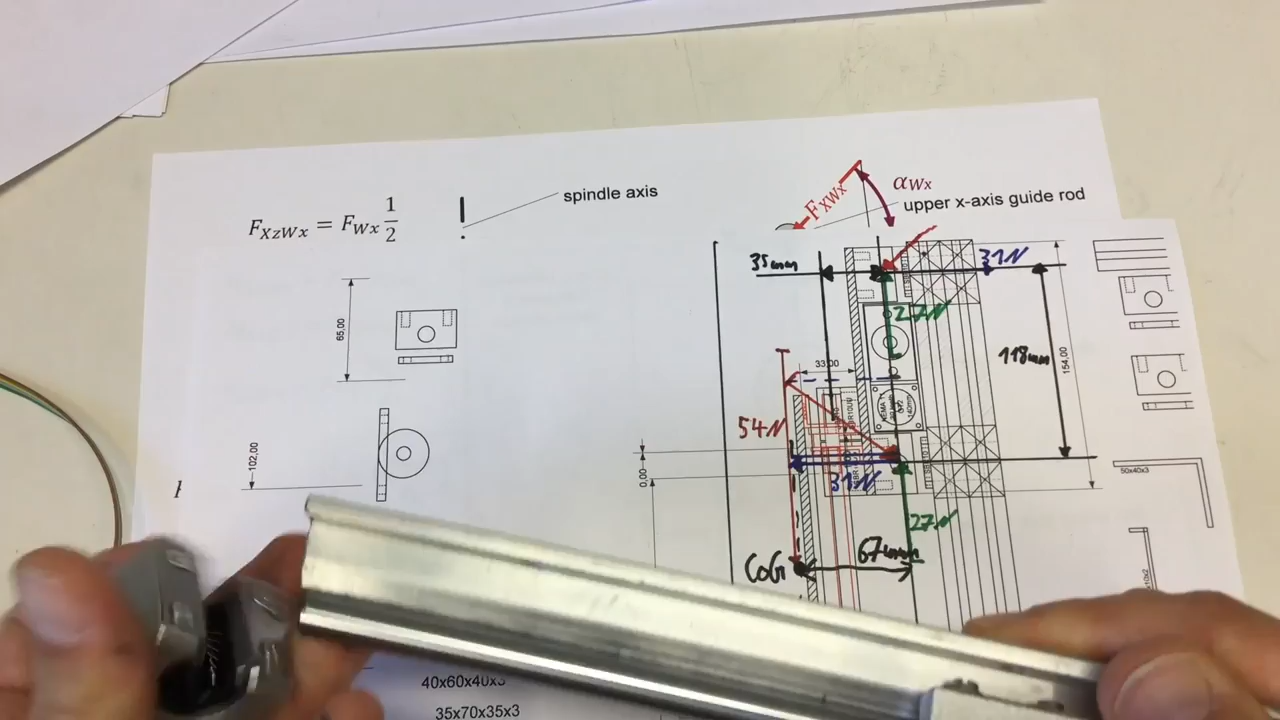 spindle axis
F_XzWx = F_Wx 1/2
!
F_XWx
α_Wx
upper x-axis guide rod
35mm
31N
27N
65,00
33,00
118mm
154,00
54N
102,00
0,00
31N
50x40x3
27N
67mm
CoG
40x60x40x3
35x70x35x3